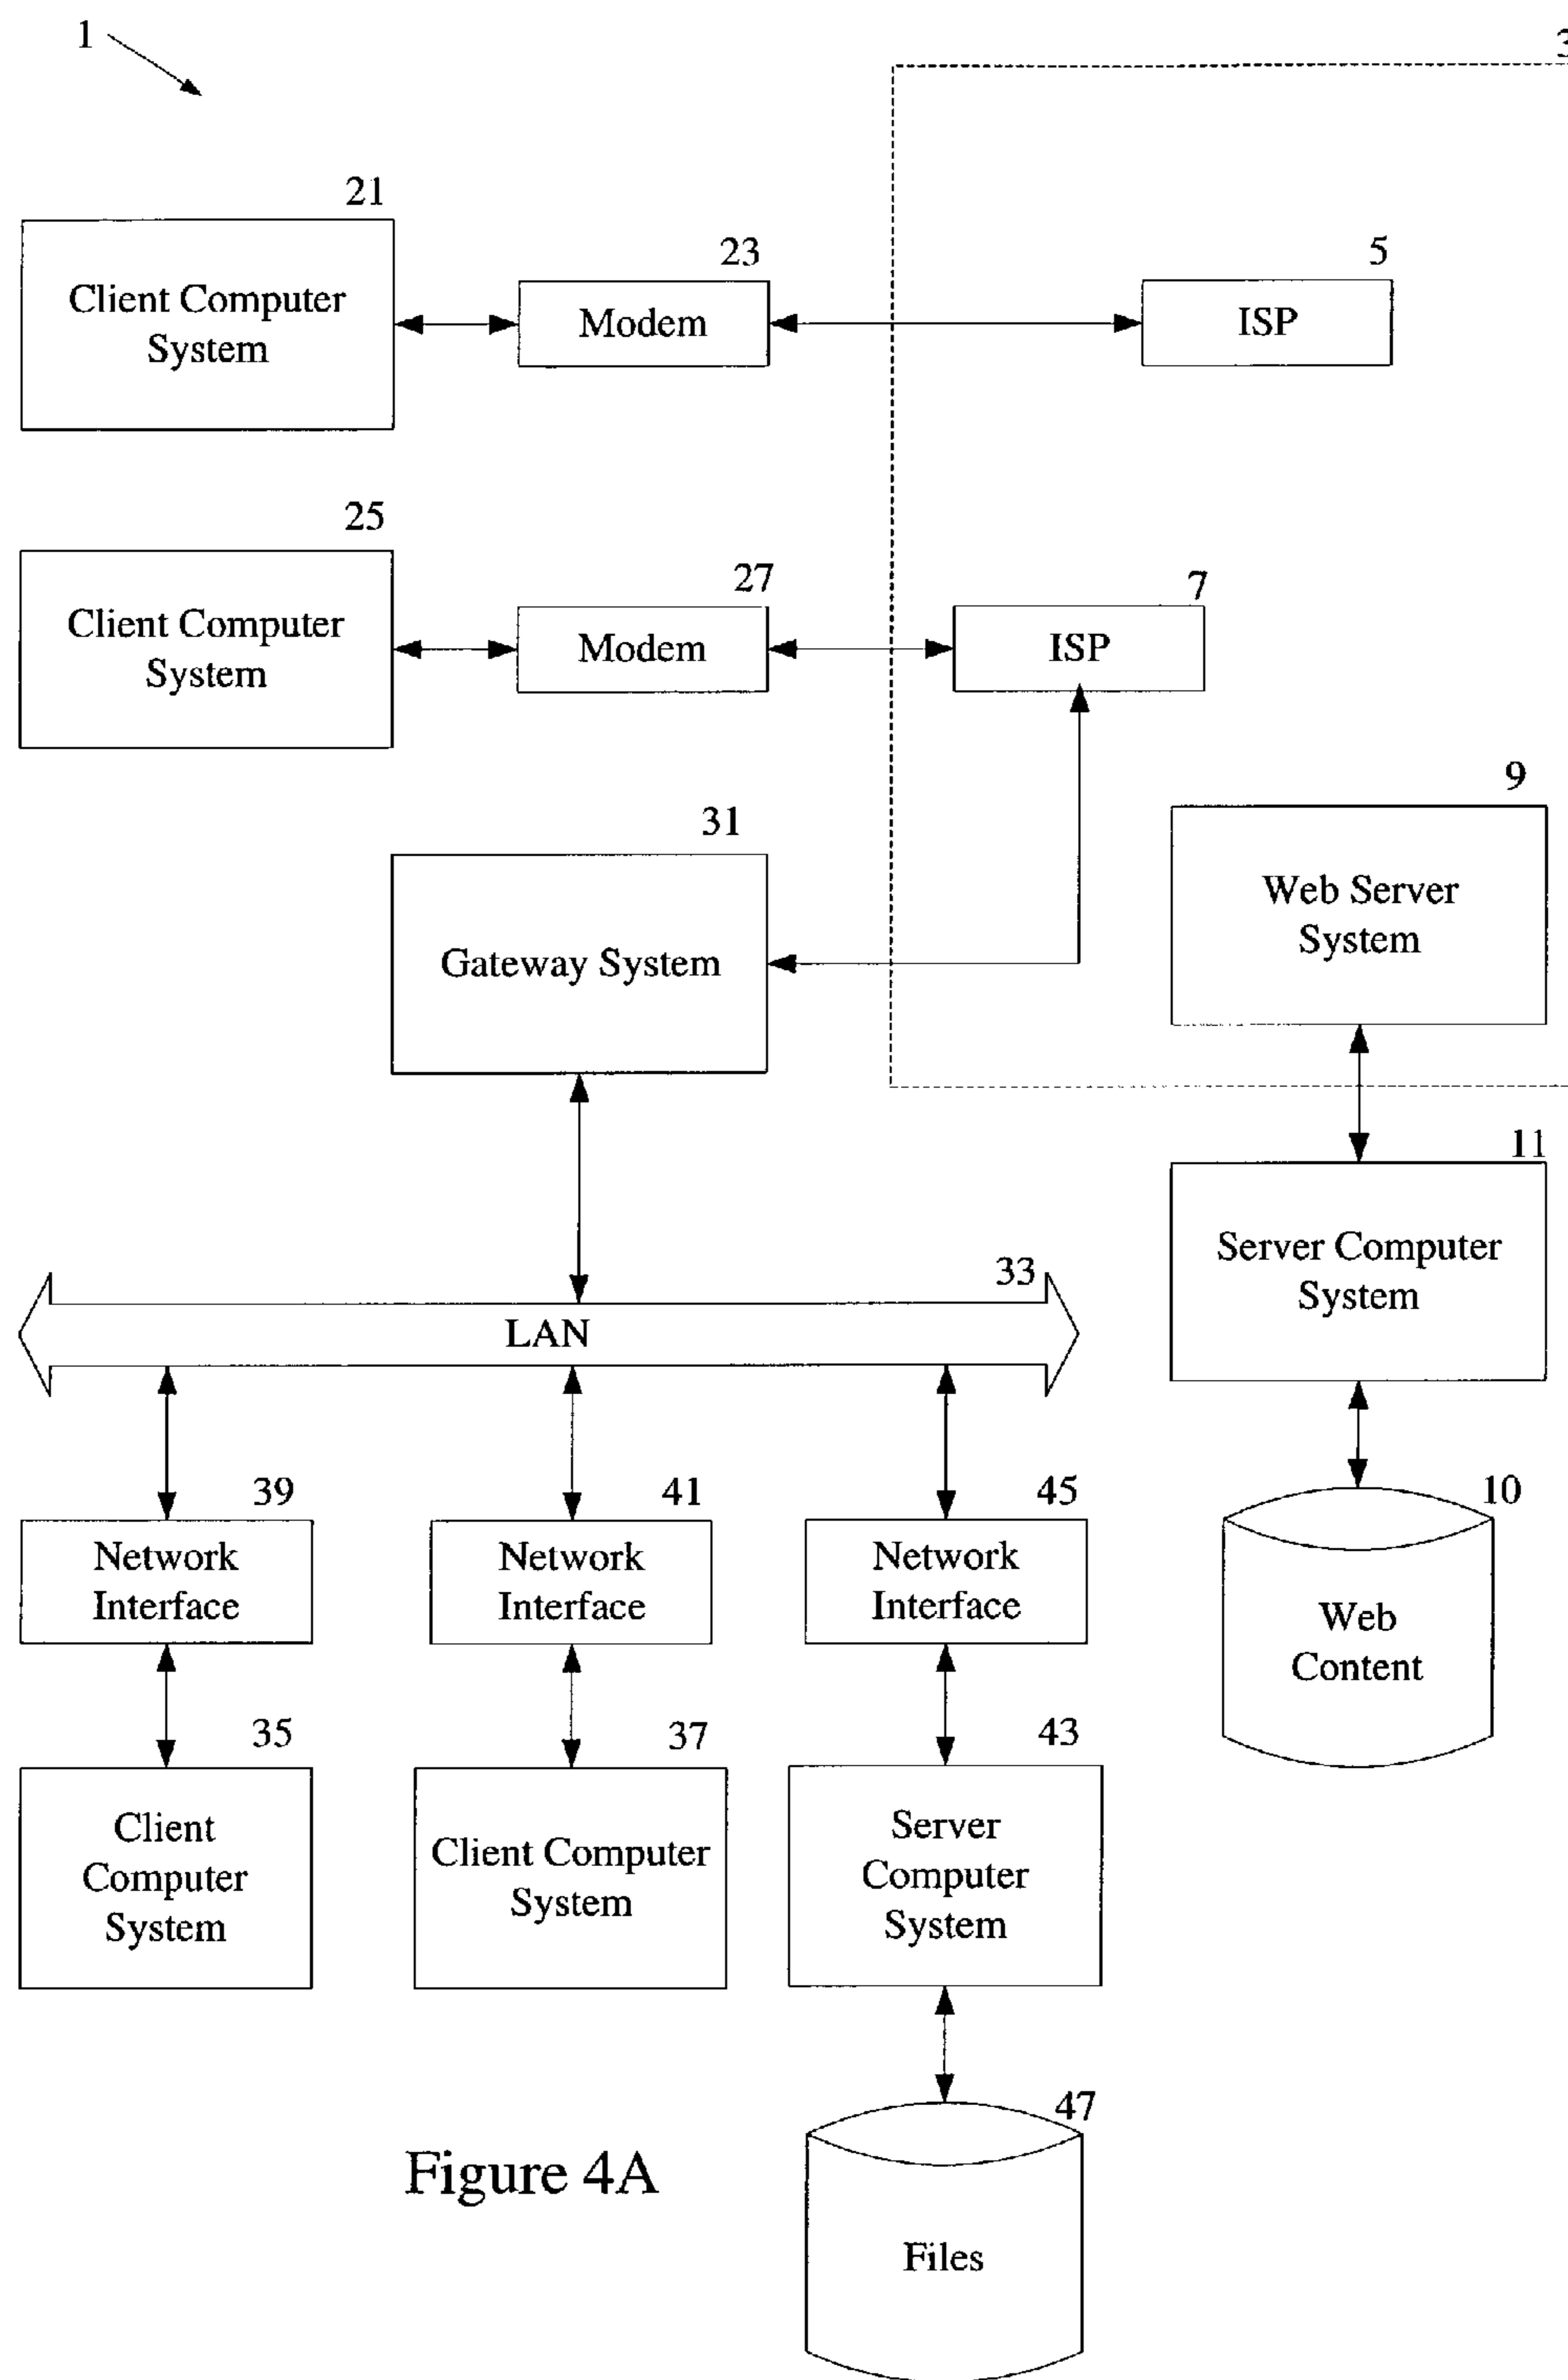 1
3
21
Client Computer
System
23
Modem
5
ISP
25
Client Computer
System
27
Modem
7
ISP
31
Gateway System
9
Web Server
System
11
Server Computer
System
33
LAN
10
Web
Content
39
Network
Interface
41
Network
Interface
45
Network
Interface
35
Client
Computer
System
37
Client Computer
System
43
Server
Computer
System
47
Files
Figure 4A